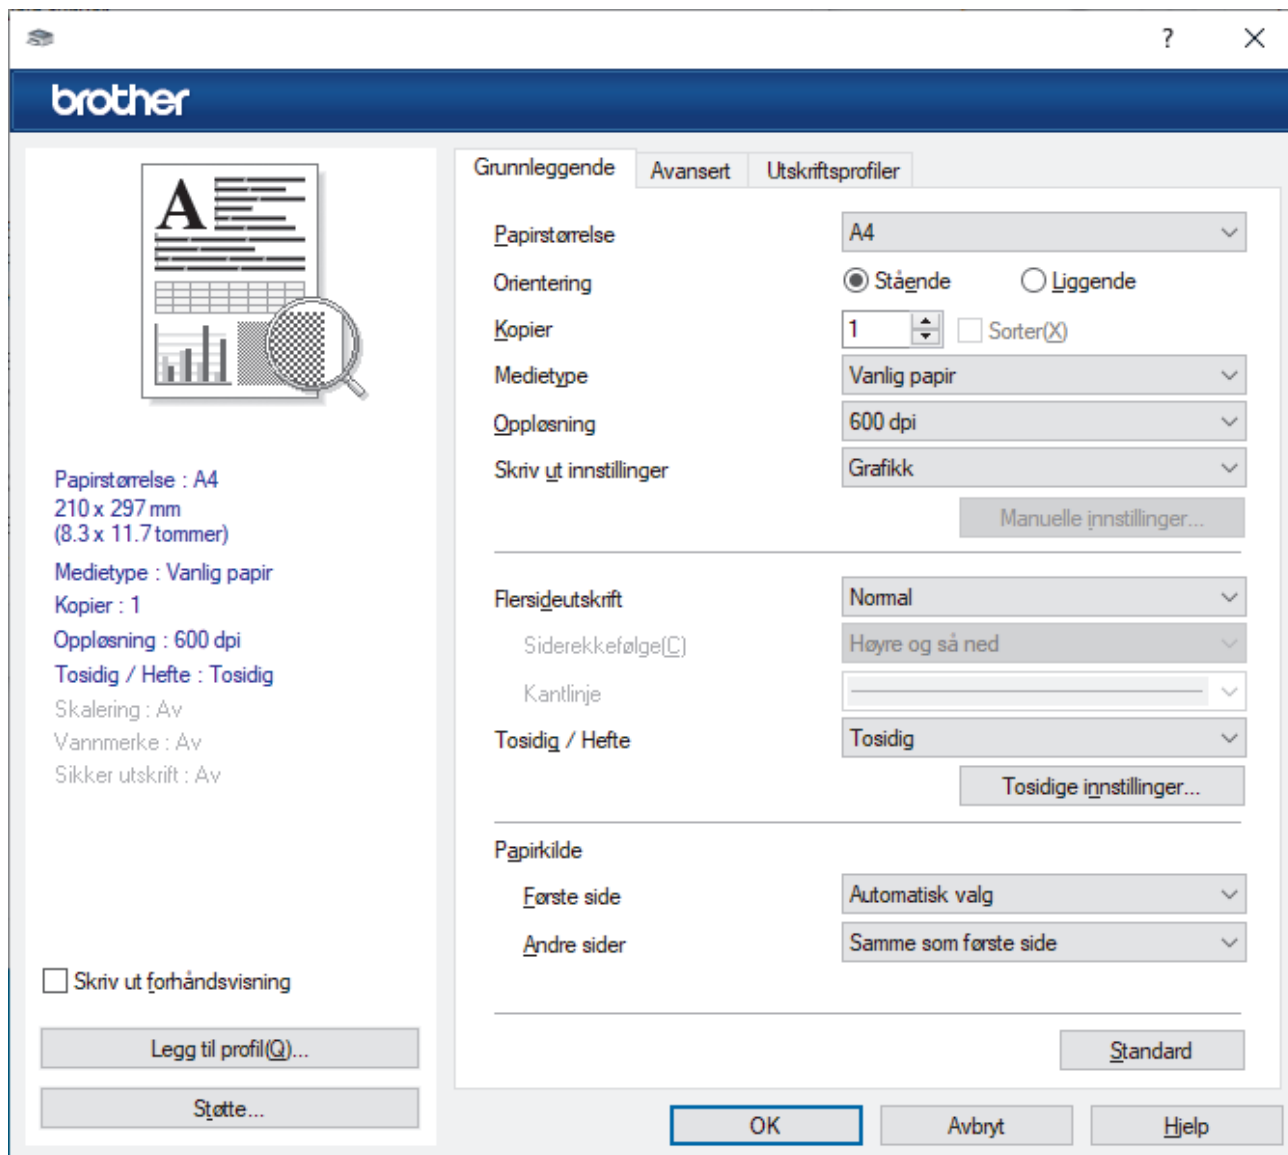 ?
brother
A
Papirstørrelse : A4
210 x 297 mm
(8.3 x 11.7 tommer)
Medietype : Vanlig papir
Kopier : 1
Oppløsning : 600 dpi
Tosidig / Hefte : Tosidig
Skalering : Av
Vannmerke : Av
Sikker utskrift : Av
Skriv ut forhåndsvisning
Legg til profil(Q)...
Støtte...
Grunnleggende Avansert Utskriftsprofiler
Papirstørrelse A4
Orientering Stående Liggende
Kopier 1 Sorter(X)
Medietype Vanlig papir
Oppløsning 600 dpi
Skriv ut innstillinger Grafikk
Manuelle innstillinger...
Flersideutskrift Normal
Siderekkefølge(C) Høyre og så ned
Kantlinje
Tosidig / Hefte Tosidig
Tosidige innstillinger...
Papirkilde
Første side Automatisk valg
Andre sider Samme som første side
Standard
OK Avbryt Hjelp